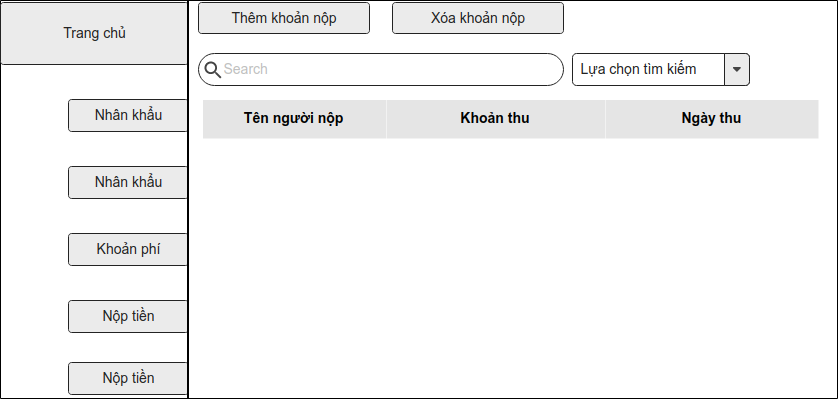 Trang chủ
Nhân khẩu
Nhân khẩu
Khoản phí
Nộp tiền
Nộp tiền
Thêm khoản nộp
Xóa khoản nộp
Search
Lựa chọn tìm kiếm
Tên người nộp
Khoản thu
Ngày thu